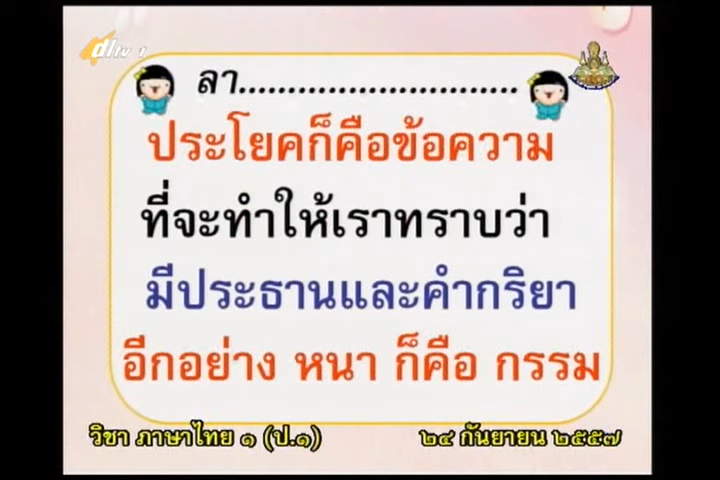 dltv 1
ลา............................
ประโยคก็คือข้อความ
ที่จะทำให้เราทราบว่า
มีประธานและคำกริยา
อีกอย่าง หนา ก็คือ กรรม
วิชา ภาษาไทย ๑ (ป.๑) ๒๔ กันยายน ๒๕๕๗